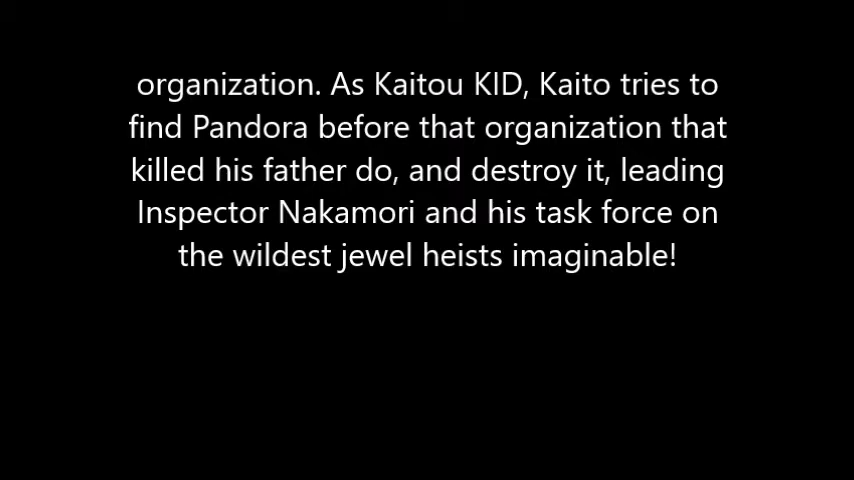 organization. As Kaitou KID, Kaito tries to
find Pandora before that organization that
killed his father do, and destroy it, leading
Inspector Nakamori and his task force on
the wildest jewel heists imaginable!